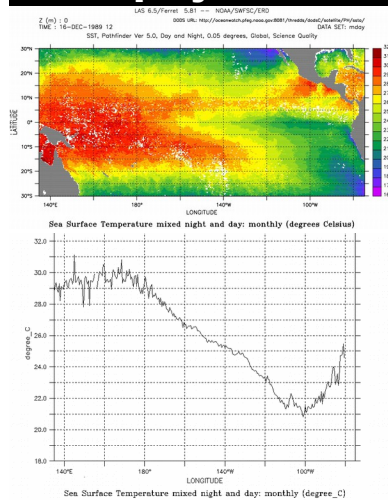 LAS 6.5/Ferret 5.81 -- NOAA/SWFSC/ERD
Z (m) : 0
TIME : 16-DEC-1989 12
DATA SET: mday
SST, Pathfinder Ver 5.0, Day and Night, 0.05 degrees, Global, Science Quality
30°N
20°N
10°N
0°
10°S
20°S
30°S
LATITUDE
140°E 180° 140°W 100°W
LONGITUDE
Sea Surface Temperature mixed night and day: monthly (degrees Celsius)
32.0
30.0
28.0
26.0
24.0
22.0
20.0
18.0
degree_C
140°E 180° 140°W 100°W
LONGITUDE
Sea Surface Temperature mixed night and day: monthly (degree_C)